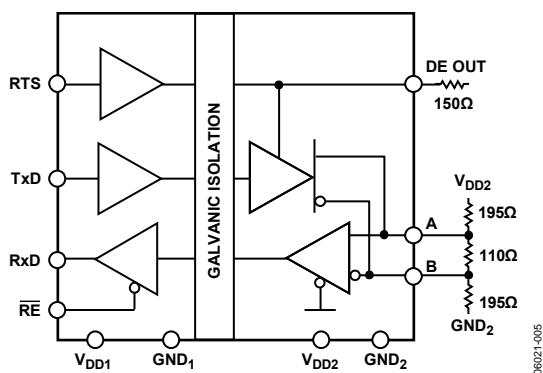 RTS
DE OUT
150Ω
TxD
GALVANIC ISOLATION
VDD2
195Ω
A
110Ω
RxD
B
195Ω
RE
GND2
VDD1
GND1
VDD2
GND2
06021-005